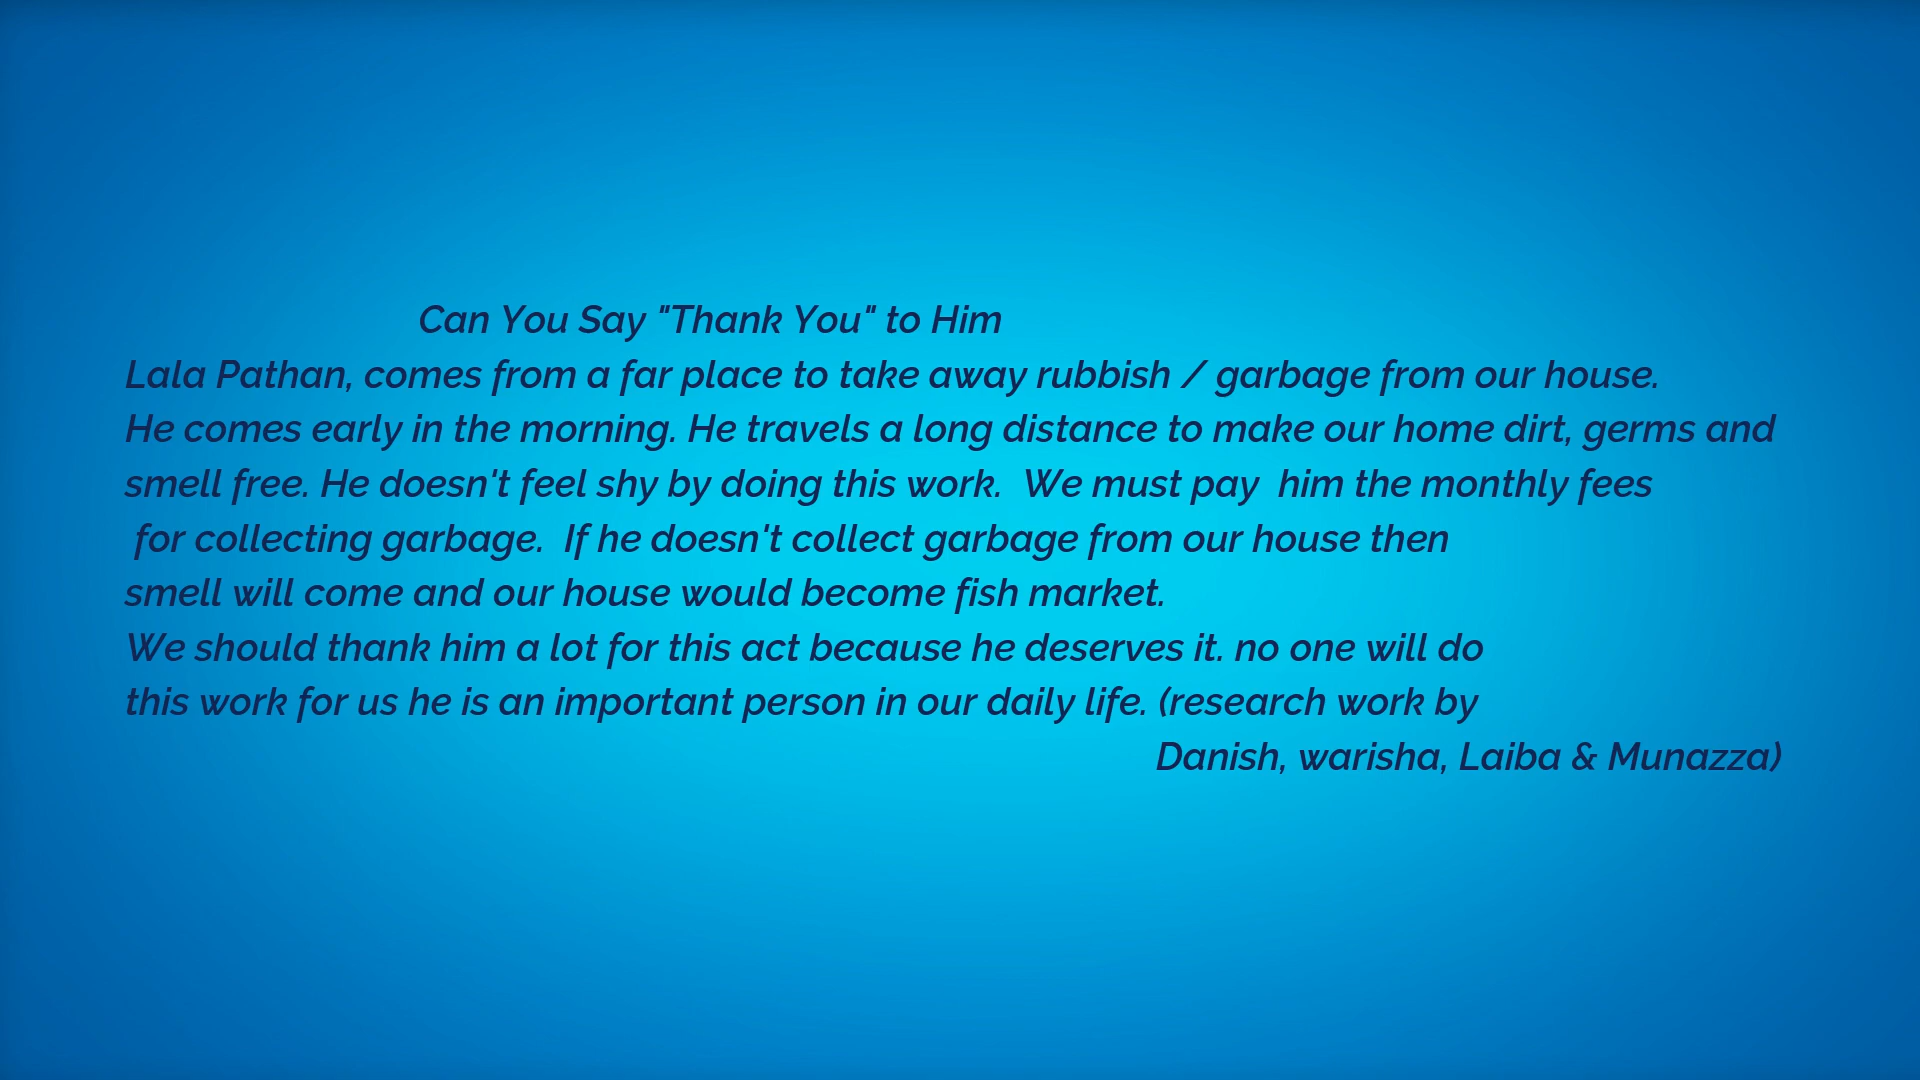 Can You Say "Thank You" to Him
Lala Pathan, comes from a far place to take away rubbish / garbage from our house.
He comes early in the morning. He travels a long distance to make our home dirt, germs and
smell free. He doesn't feel shy by doing this work.  We must pay  him the monthly fees
for collecting garbage.  If he doesn't collect garbage from our house then
smell will come and our house would become fish market.
We should thank him a lot for this act because he deserves it. no one will do
this work for us he is an important person in our daily life. (research work by
Danish, warisha, Laiba & Munazza)